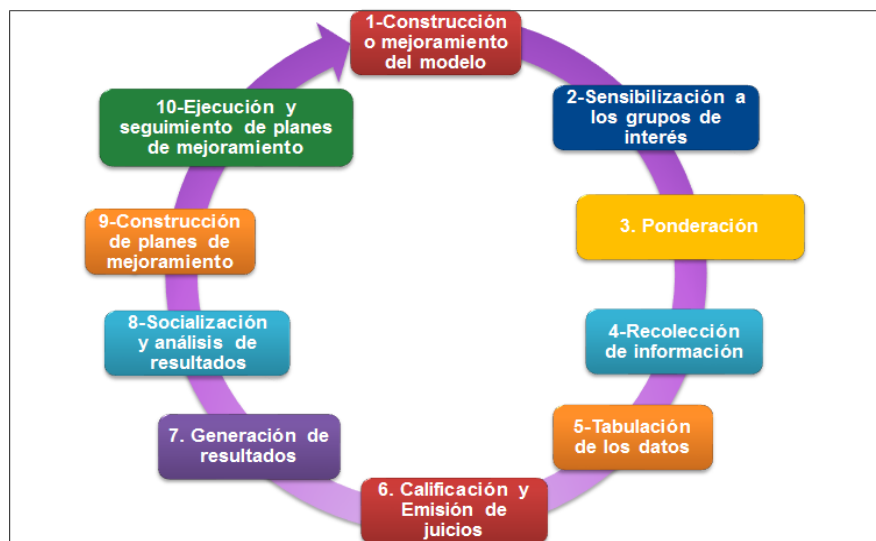 1-Construcción
o mejoramiento
del modelo
2-Sensibilización a
los grupos de
interés
3. Ponderación
4-Recolección
de información
5-Tabulación
de los datos
6. Calificación y
Emisión de
juicios
7. Generación de
resultados
8-Socialización
y análisis de
resultados
9-Construcción
de planes de
mejoramiento
10-Ejecución y
seguimiento de planes
de mejoramiento